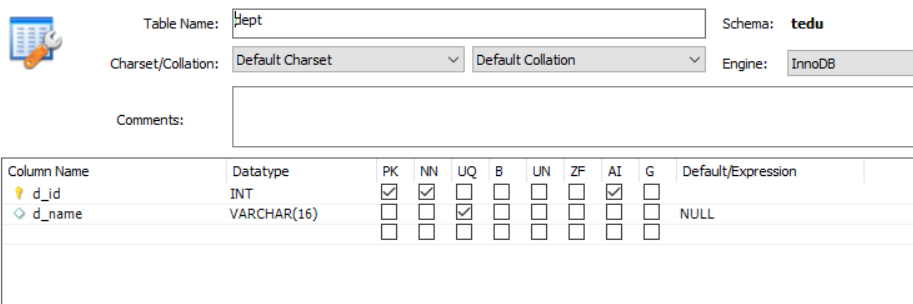 Table Name: dept Schema: tedu
Charset/Collation: Default Charset Default Collation Engine: InnoDB
Comments:
Column Name Datatype PK NN UQ B UN ZF AI G Default/Expression
d_id INT
d_name VARCHAR(16) NULL